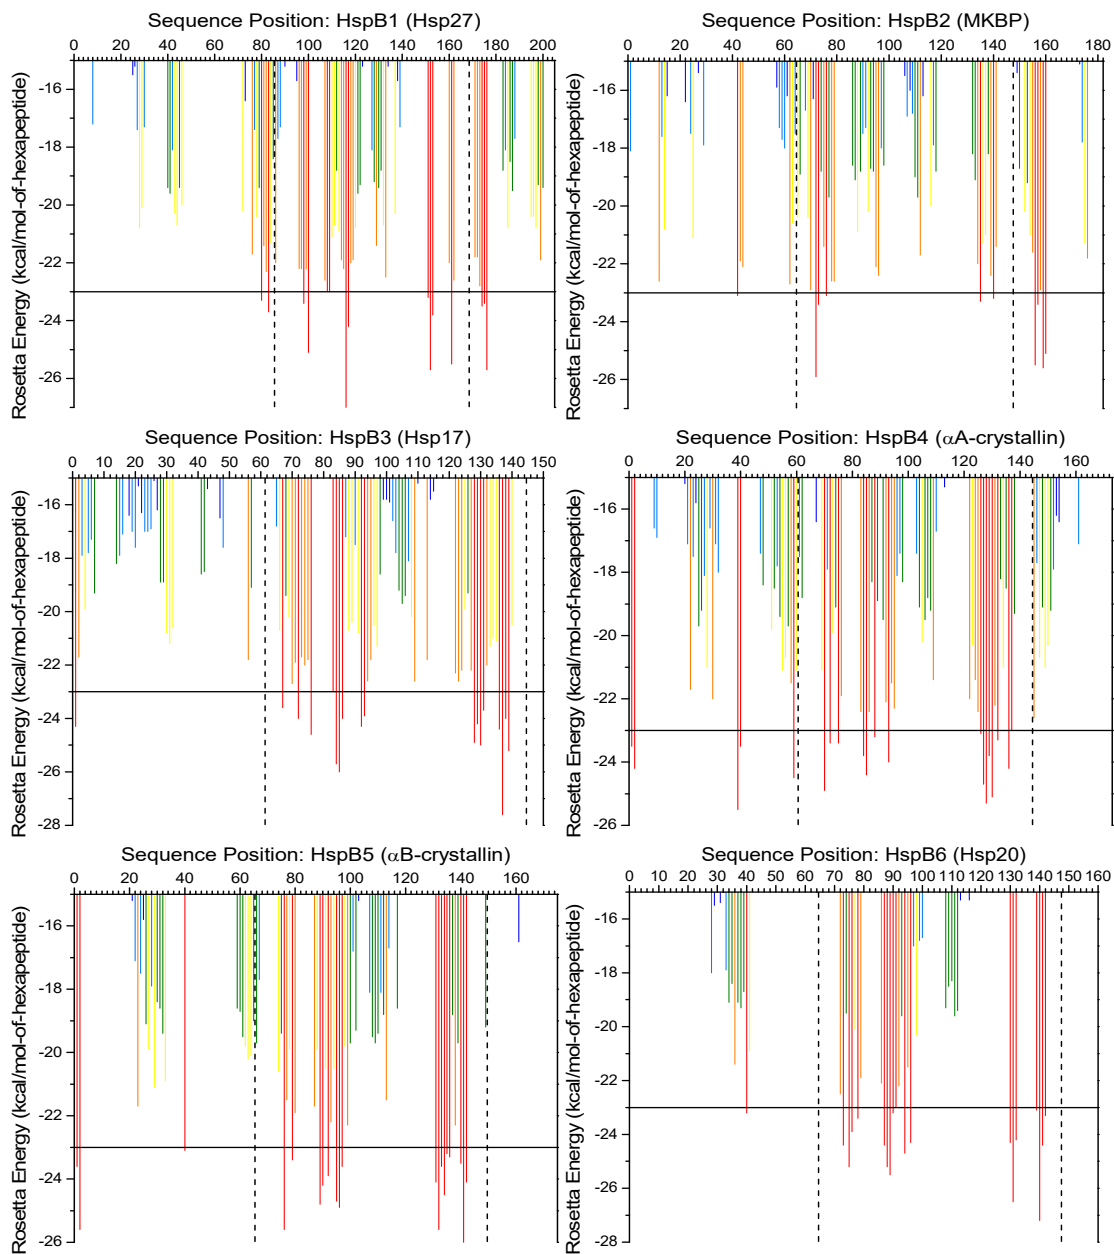 Sequence Position: HspB1 (Hsp27)
0 20 40 60 80 100 120 140 160 180 200
Rosetta Energy (kcal/mol-of-hexapeptide)
-16
-18
-20
-22
-24
-26
Sequence Position: HspB2 (MKBP)
0 20 40 60 80 100 120 140 160 180
Rosetta Energy (kcal/mol-of-hexapeptide)
-16
-18
-20
-22
-24
-26
Sequence Position: HspB3 (Hsp17)
0 10 20 30 40 50 60 70 80 90 100 110 120 130 140 150
Rosetta Energy (kcal/mol-of-hexapeptide)
-16
-18
-20
-22
-24
-26
-28
Sequence Position: HspB4 (αA-crystallin)
0 20 40 60 80 100 120 140 160
Rosetta Energy (kcal/mol-of-hexapeptide)
-16
-18
-20
-22
-24
-26
Sequence Position: HspB5 (αB-crystallin)
0 20 40 60 80 100 120 140 160
Rosetta Energy (kcal/mol-of-hexapeptide)
-16
-18
-20
-22
-24
-26
Sequence Position: HspB6 (Hsp20)
0 10 20 30 40 50 60 70 80 90 100 110 120 130 140 150 160
Rosetta Energy (kcal/mol-of-hexapeptide)
-16
-18
-20
-22
-24
-26
-28